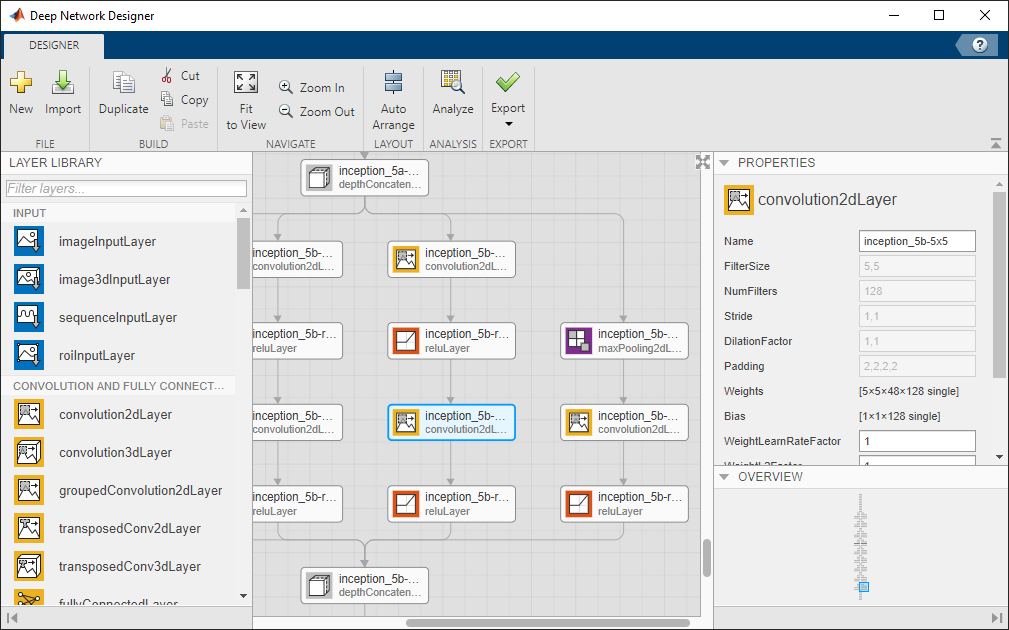 Deep Network Designer
DESIGNER
?
New
Import
Duplicate
Cut
Copy
Paste
Fit
to View
Zoom In
Zoom Out
Auto
Arrange
Analyze
Export
FILE
BUILD
NAVIGATE
LAYOUT
ANALYSIS
EXPORT
LAYER LIBRARY
Filter layers...
INPUT
imageInputLayer
image3dInputLayer
sequenceInputLayer
roiInputLayer
CONVOLUTION AND FULLY CONNECT...
convolution2dLayer
convolution3dLayer
groupedConvolution2dLayer
transposedConv2dLayer
transposedConv3dLayer
fullyConnectedLayer
inception_5a-...
depthConcaten...
inception_5b-...
convolution2dL...
inception_5b-...
convolution2dL...
inception_5b-r...
reluLayer
inception_5b-r...
reluLayer
inception_5b-...
maxPooling2dL...
inception_5b-...
convolution2dL...
inception_5b-...
convolution2dL...
inception_5b-...
convolution2dL...
inception_5b-r...
reluLayer
inception_5b-r...
reluLayer
inception_5b-r...
reluLayer
inception_5b-...
depthConcaten...
PROPERTIES
convolution2dLayer
Name inception_5b-5x5
FilterSize 5,5
NumFilters 128
Stride 1,1
DilationFactor 1,1
Padding 2,2,2,2
Weights [5×5×48×128 single]
Bias [1×1×128 single]
WeightLearnRateFactor 1
WeightL2Factor 1
OVERVIEW